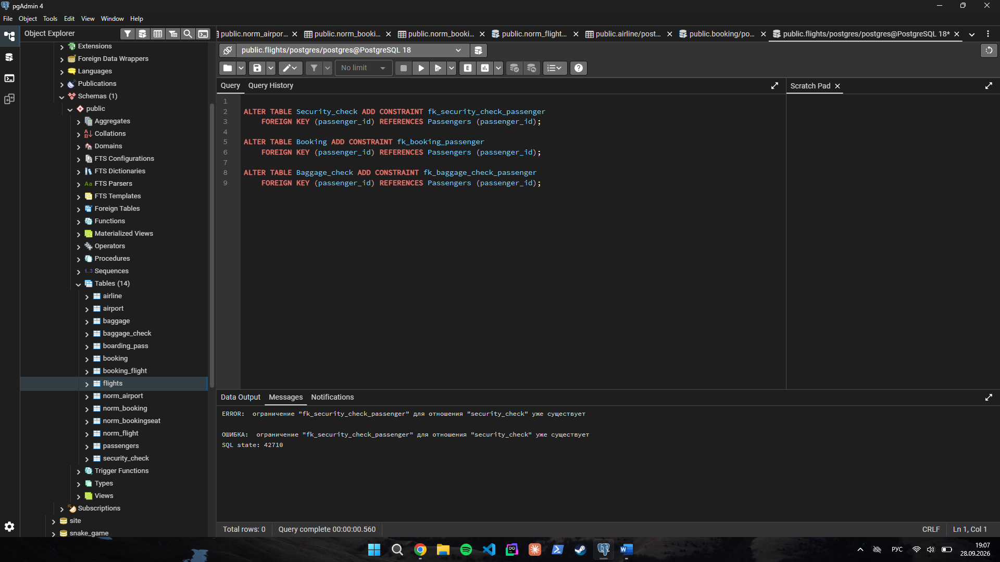 pgAdmin 4
File Object Tools Edit View Window Help
Object Explorer
public.norm_airpor...
public.norm_booki...
public.norm_booki...
public.norm_flight...
public.airline/post...
public.booking/po...
public.flights/postgres/postgres@PostgreSQL 18*
public.flights/postgres/postgres@PostgreSQL 18
No limit
E
Query
Query History
Scratch Pad
Extensions
Foreign Data Wrappers
Languages
Publications
Schemas (1)
public
Aggregates
Collations
Domains
FTS Configurations
FTS Dictionaries
FTS Parsers
FTS Templates
Foreign Tables
Functions
Materialized Views
Operators
Procedures
1..3 Sequences
Tables (14)
airline
airport
baggage
baggage_check
boarding_pass
booking
booking_flight
flights
norm_airport
norm_booking
norm_bookingseat
norm_flight
passengers
security_check
Trigger Functions
Types
Views
Subscriptions
site
snake_game
1
2 ALTER TABLE Security_check ADD CONSTRAINT fk_security_check_passenger
3 FOREIGN KEY (passenger_id) REFERENCES Passengers (passenger_id);
4
5 ALTER TABLE Booking ADD CONSTRAINT fk_booking_passenger
6 FOREIGN KEY (passenger_id) REFERENCES Passengers (passenger_id);
7
8 ALTER TABLE Baggage_check ADD CONSTRAINT fk_baggage_check_passenger
9 FOREIGN KEY (passenger_id) REFERENCES Passengers (passenger_id);
Data Output
Messages
Notifications
ERROR: ограничение "fk_security_check_passenger" для отношения "security_check" уже существует
ОШИБКА: ограничение "fk_security_check_passenger" для отношения "security_check" уже существует
SQL state: 42710
Total rows: 0
Query complete 00:00:00.560
CRLF
Ln 1, Col 1
DG
РУС
19:07
28.09.2026